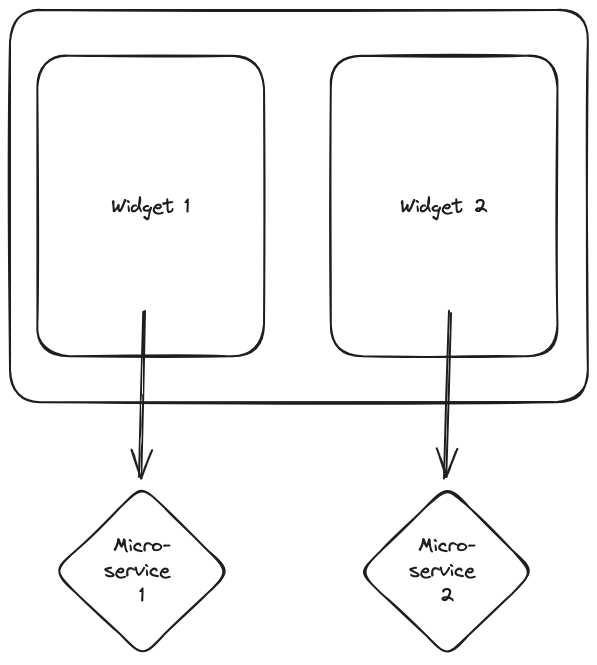 Widget 1
Widget 2
Micro-
service
1
Micro-
service
2